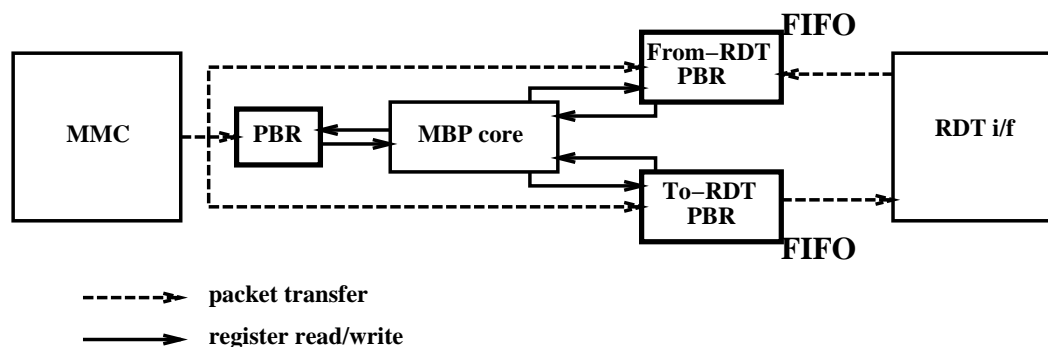 FIFO
From−RDT
PBR
MMC
PBR
MBP core
RDT i/f
To−RDT
PBR
FIFO
packet transfer
register read/write